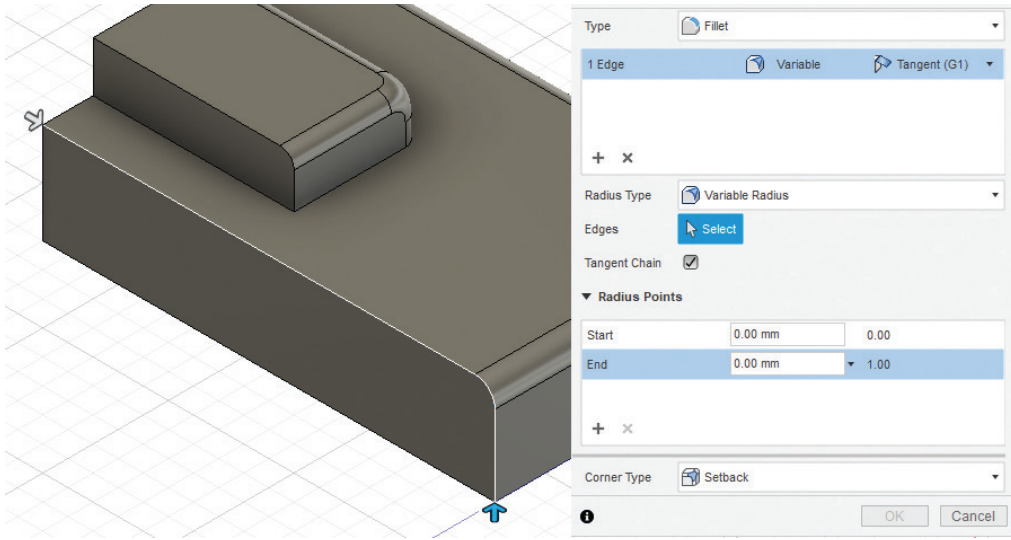 Type Fillet
1 Edge Variable Tangent (G1)
Radius Type Variable Radius
Edges Select
Tangent Chain
Radius Points
Start 0.00 mm 0.00
End 0.00 mm 1.00
Corner Type Setback
OK Cancel